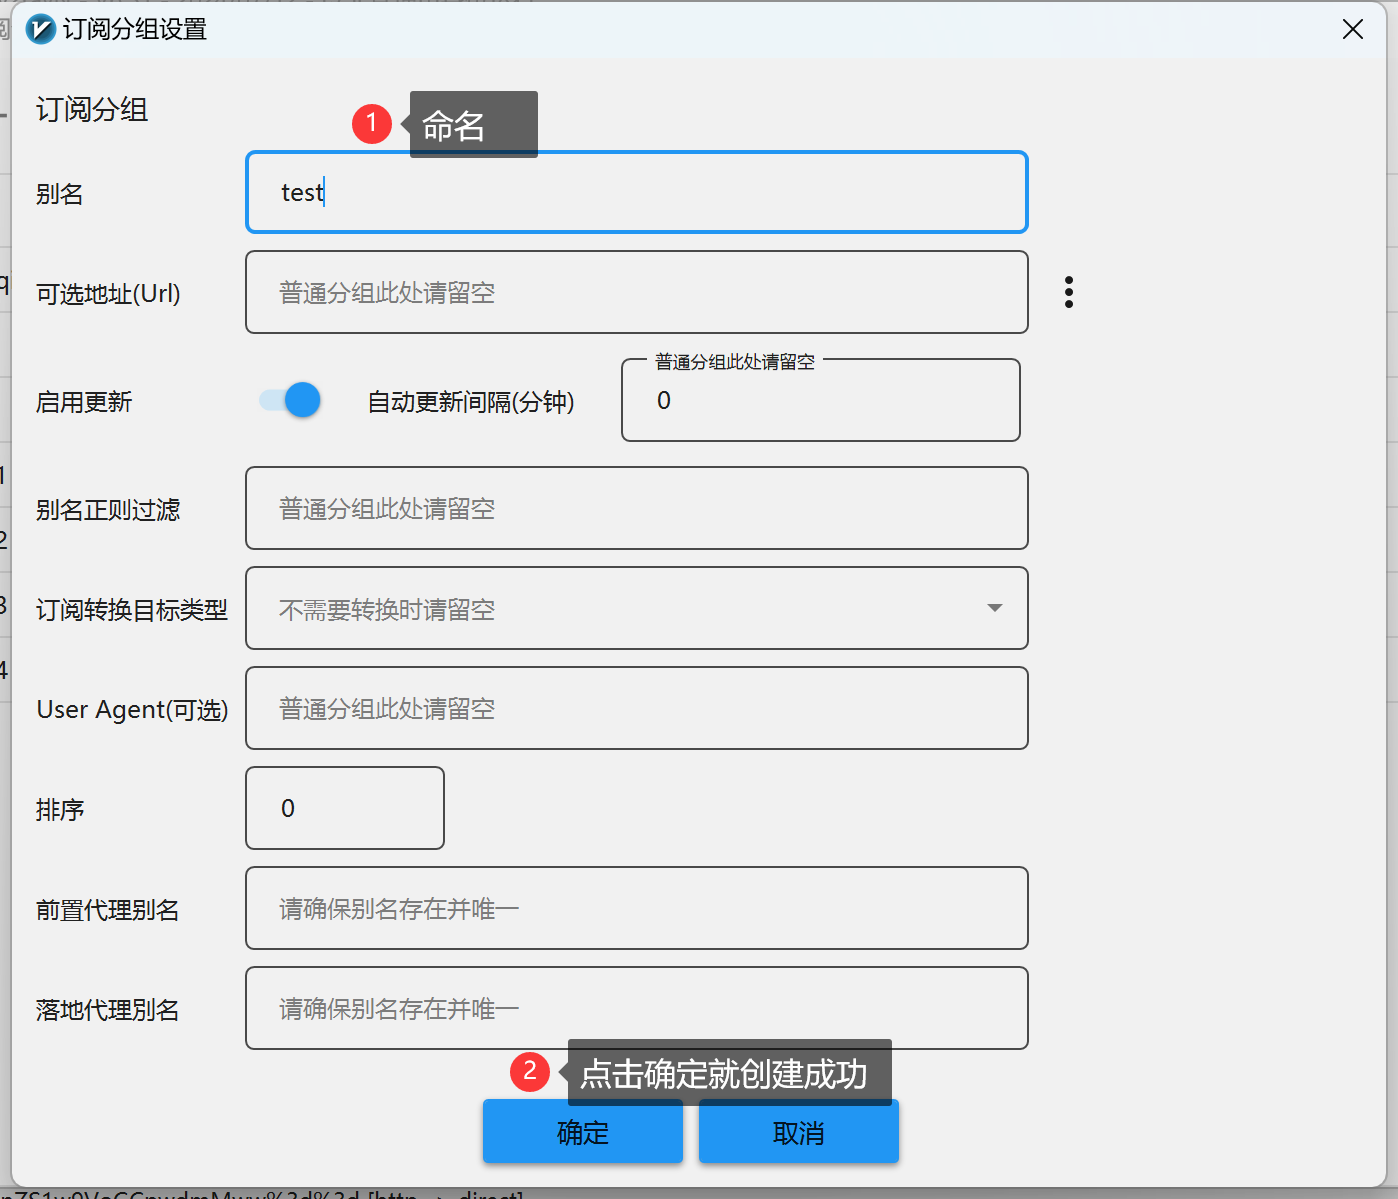 订阅分组设置
订阅分组
1 命名
别名 test
可选地址(Url) 普通分组此处请留空
普通分组此处请留空
启用更新 自动更新间隔(分钟) 0
别名正则过滤 普通分组此处请留空
订阅转换目标类型 不需要转换时请留空
User Agent(可选) 普通分组此处请留空
排序 0
前置代理别名 请确保别名存在并唯一
落地代理别名 请确保别名存在并唯一
2 点击确定就创建成功
确定 取消